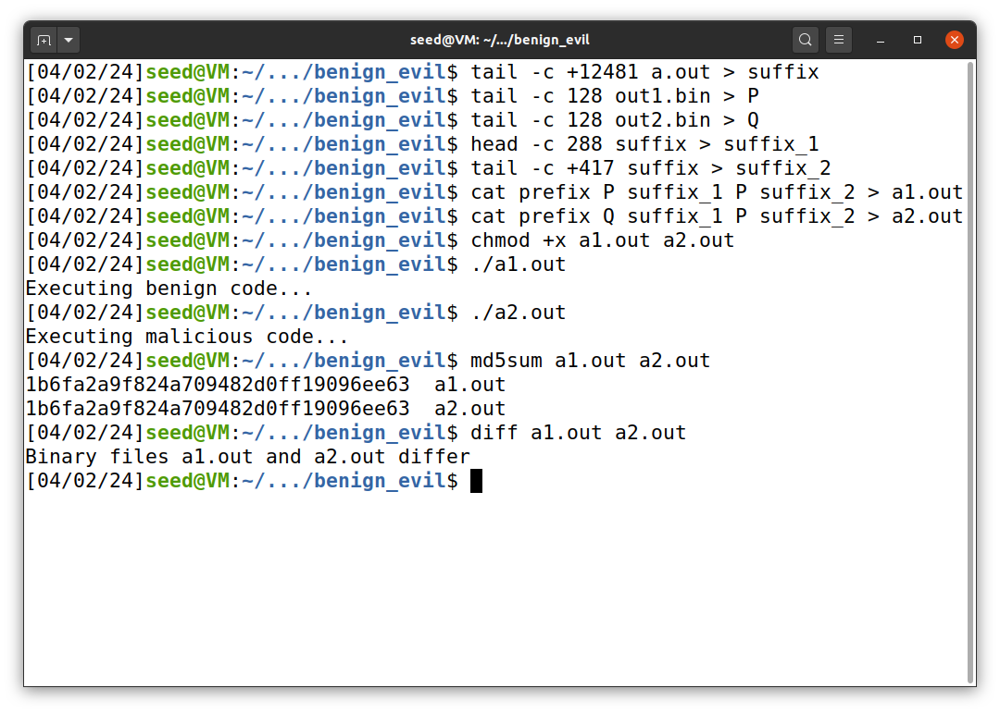 seed@VM: ~/.../benign_evil
[04/02/24]seed@VM:~/.../benign_evil$ tail -c +12481 a.out > suffix
[04/02/24]seed@VM:~/.../benign_evil$ tail -c 128 out1.bin > P
[04/02/24]seed@VM:~/.../benign_evil$ tail -c 128 out2.bin > Q
[04/02/24]seed@VM:~/.../benign_evil$ head -c 288 suffix > suffix_1
[04/02/24]seed@VM:~/.../benign_evil$ tail -c +417 suffix > suffix_2
[04/02/24]seed@VM:~/.../benign_evil$ cat prefix P suffix_1 P suffix_2 > a1.out
[04/02/24]seed@VM:~/.../benign_evil$ cat prefix Q suffix_1 P suffix_2 > a2.out
[04/02/24]seed@VM:~/.../benign_evil$ chmod +x a1.out a2.out
[04/02/24]seed@VM:~/.../benign_evil$ ./a1.out
Executing benign code...
[04/02/24]seed@VM:~/.../benign_evil$ ./a2.out
Executing malicious code...
[04/02/24]seed@VM:~/.../benign_evil$ md5sum a1.out a2.out
1b6fa2a9f824a709482d0ff19096ee63  a1.out
1b6fa2a9f824a709482d0ff19096ee63  a2.out
[04/02/24]seed@VM:~/.../benign_evil$ diff a1.out a2.out
Binary files a1.out and a2.out differ
[04/02/24]seed@VM:~/.../benign_evil$